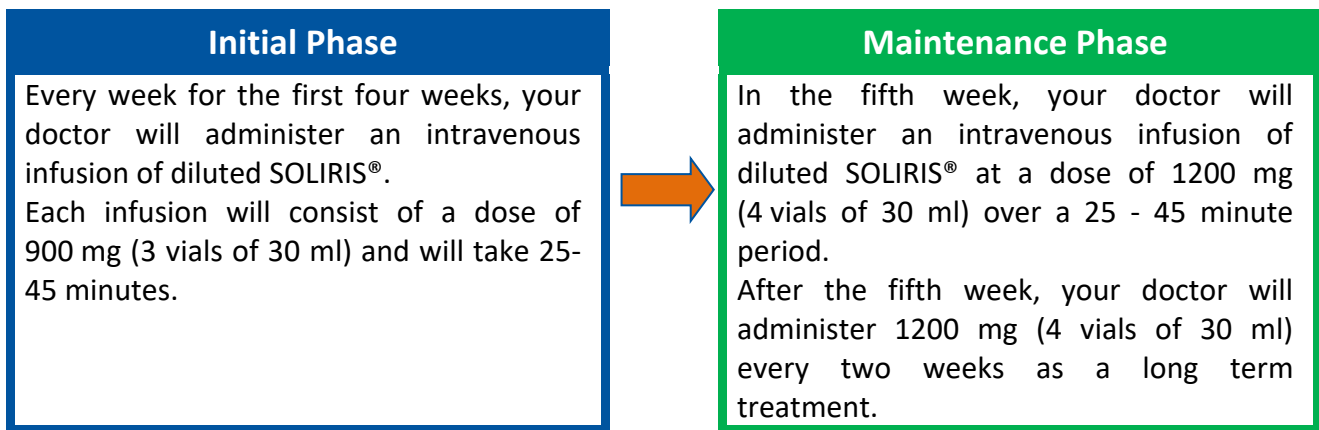 Initial Phase
Every week for the first four weeks, your
doctor will administer an intravenous
infusion of diluted SOLIRIS®.
Each infusion will consist of a dose of
900 mg (3 vials of 30 ml) and will take 25-
45 minutes.
Maintenance Phase
In the fifth week, your doctor will
administer an intravenous infusion of
diluted SOLIRIS® at a dose of 1200 mg
(4 vials of 30 ml) over a 25 - 45 minute
period.
After the fifth week, your doctor will
administer 1200 mg (4 vials of 30 ml)
every two weeks as a long term
treatment.